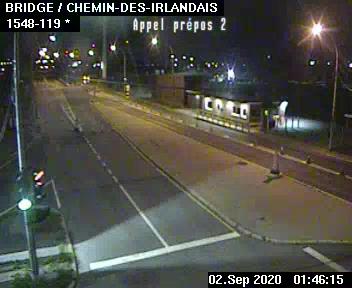 BRIDGE / CHEMIN-DES-IRLANDAIS
1548-119 *
Appel prépos 2
02.Sep 2020 01:46:15